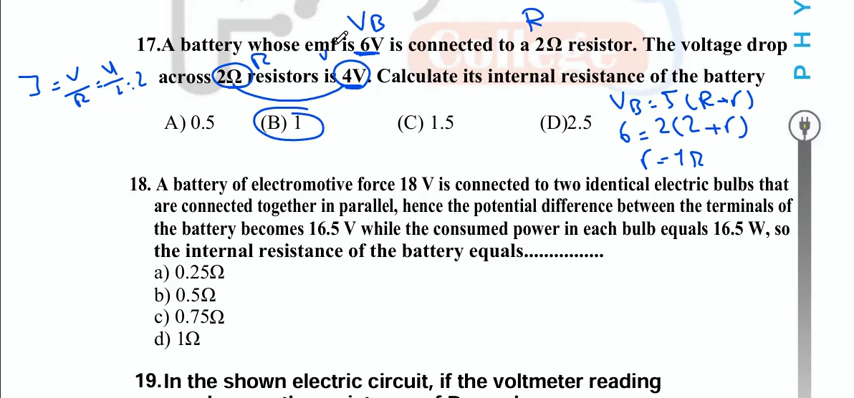 VB R
17.A battery whose emf is 6V is connected to a 2Ω resistor. The voltage drop
across 2Ω resistors is 4V. Calculate its internal resistance of the battery
R V
I = V/R = 4/2 = 2
A) 0.5 (B) 1 (C) 1.5 (D)2.5
VB = I (R+r)
6 = 2(2+r)
r = 1Ω
18. A battery of electromotive force 18 V is connected to two identical electric bulbs that
are connected together in parallel, hence the potential difference between the terminals of
the battery becomes 16.5 V while the consumed power in each bulb equals 16.5 W, so
the internal resistance of the battery equals................
a) 0.25Ω
b) 0.5Ω
c) 0.75Ω
d) 1Ω
19.In the shown electric circuit, if the voltmeter reading
P H Y
College